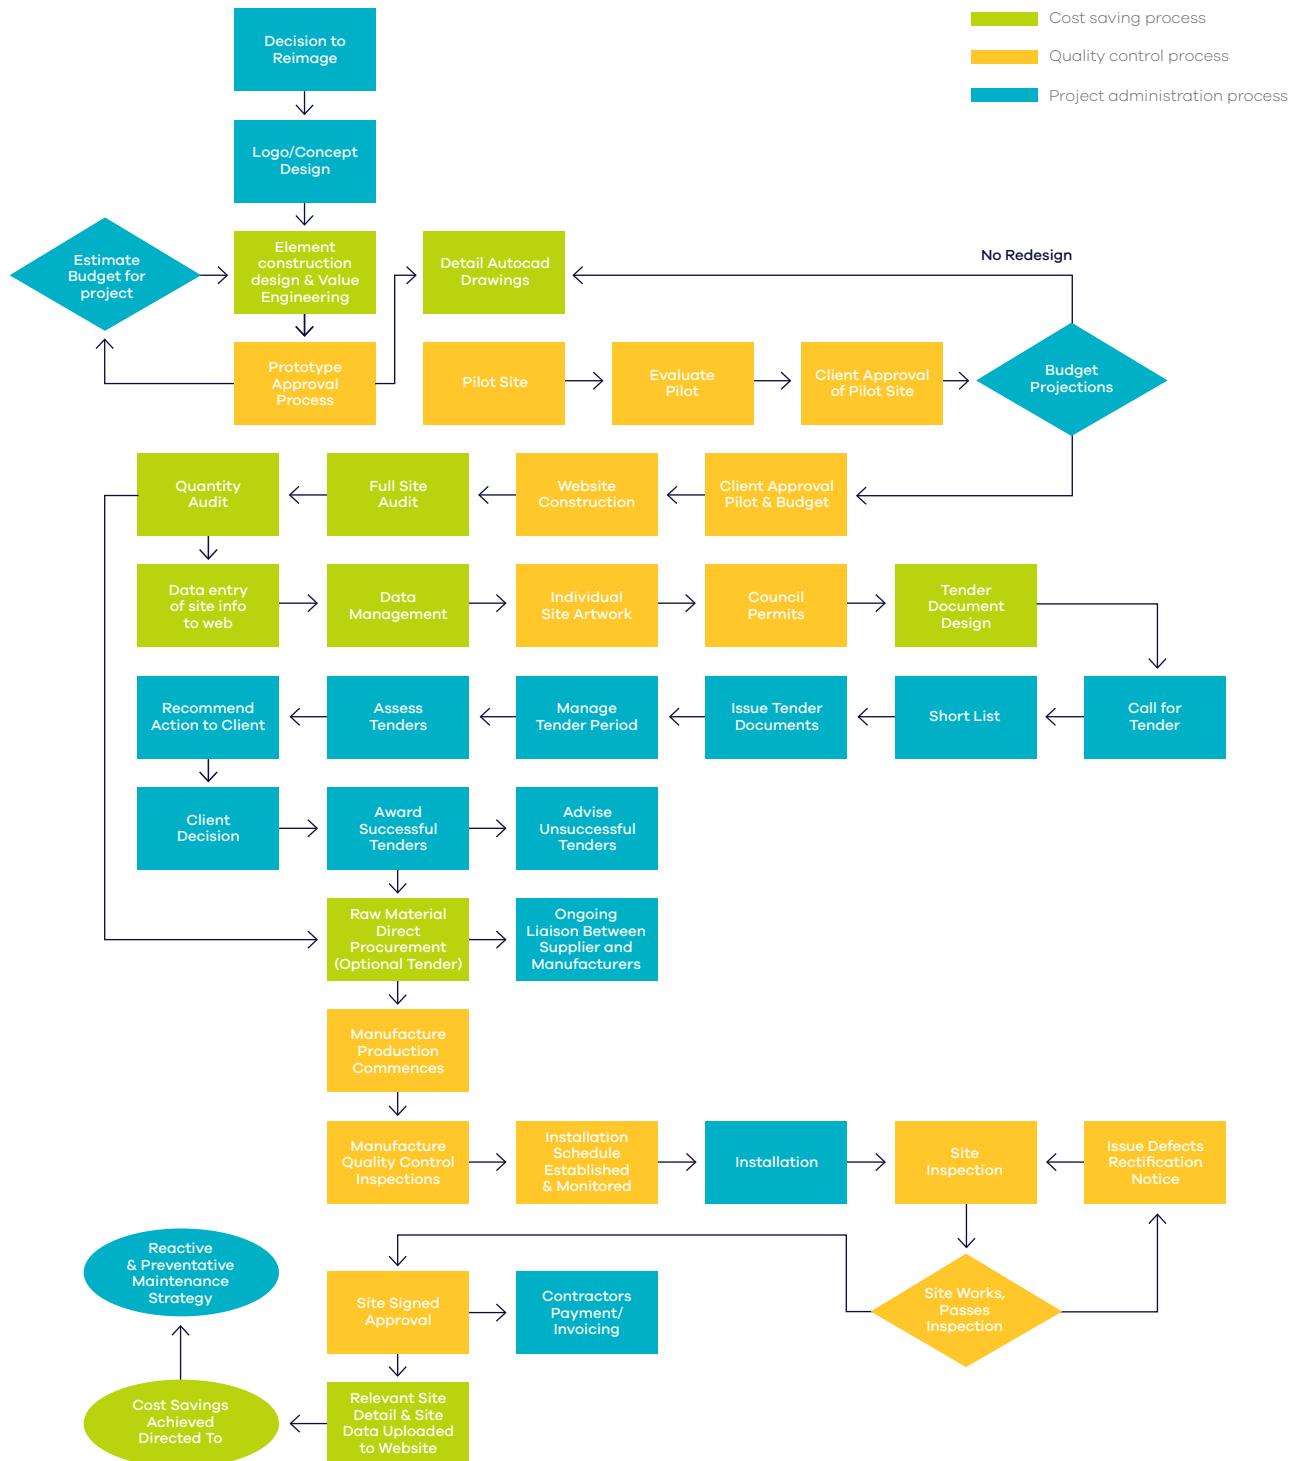 Cost saving process
Quality control process
Project administration process
Decision to
Reimage
Logo/Concept
Design
Estimate
Budget for
project
Element
construction
design & Value
Engineering
Detail Autocad
Drawings
No Redesign
Prototype
Approval
Process
Pilot Site
Evaluate
Pilot
Client Approval
of Pilot Site
Budget
Projections
Quantity
Audit
Full Site
Audit
Website
Construction
Client Approval
Pilot & Budget
Data entry
of site info
to web
Data
Management
Individual
Site Artwork
Council
Permits
Tender
Document
Design
Recommend
Action to Client
Assess
Tenders
Manage
Tender Period
Issue Tender
Documents
Short List
Call for
Tender
Client
Decision
Award
Successful
Tenders
Advise
Unsuccessful
Tenders
Raw Material
Direct
Procurement
(Optional Tender)
Ongoing
Liaison Between
Supplier and
Manufacturers
Manufacture
Production
Commences
Manufacture
Quality Control
Inspections
Installation
Schedule
Established
& Monitored
Installation
Site
Inspection
Issue Defects
Rectification
Notice
Reactive
& Preventative
Maintenance
Strategy
Site Signed
Approval
Contractors
Payment/
Invoicing
Site Works,
Passes
Inspection
Cost Savings
Achieved
Directed To
Relevant Site
Detail & Site
Data Uploaded
to Website